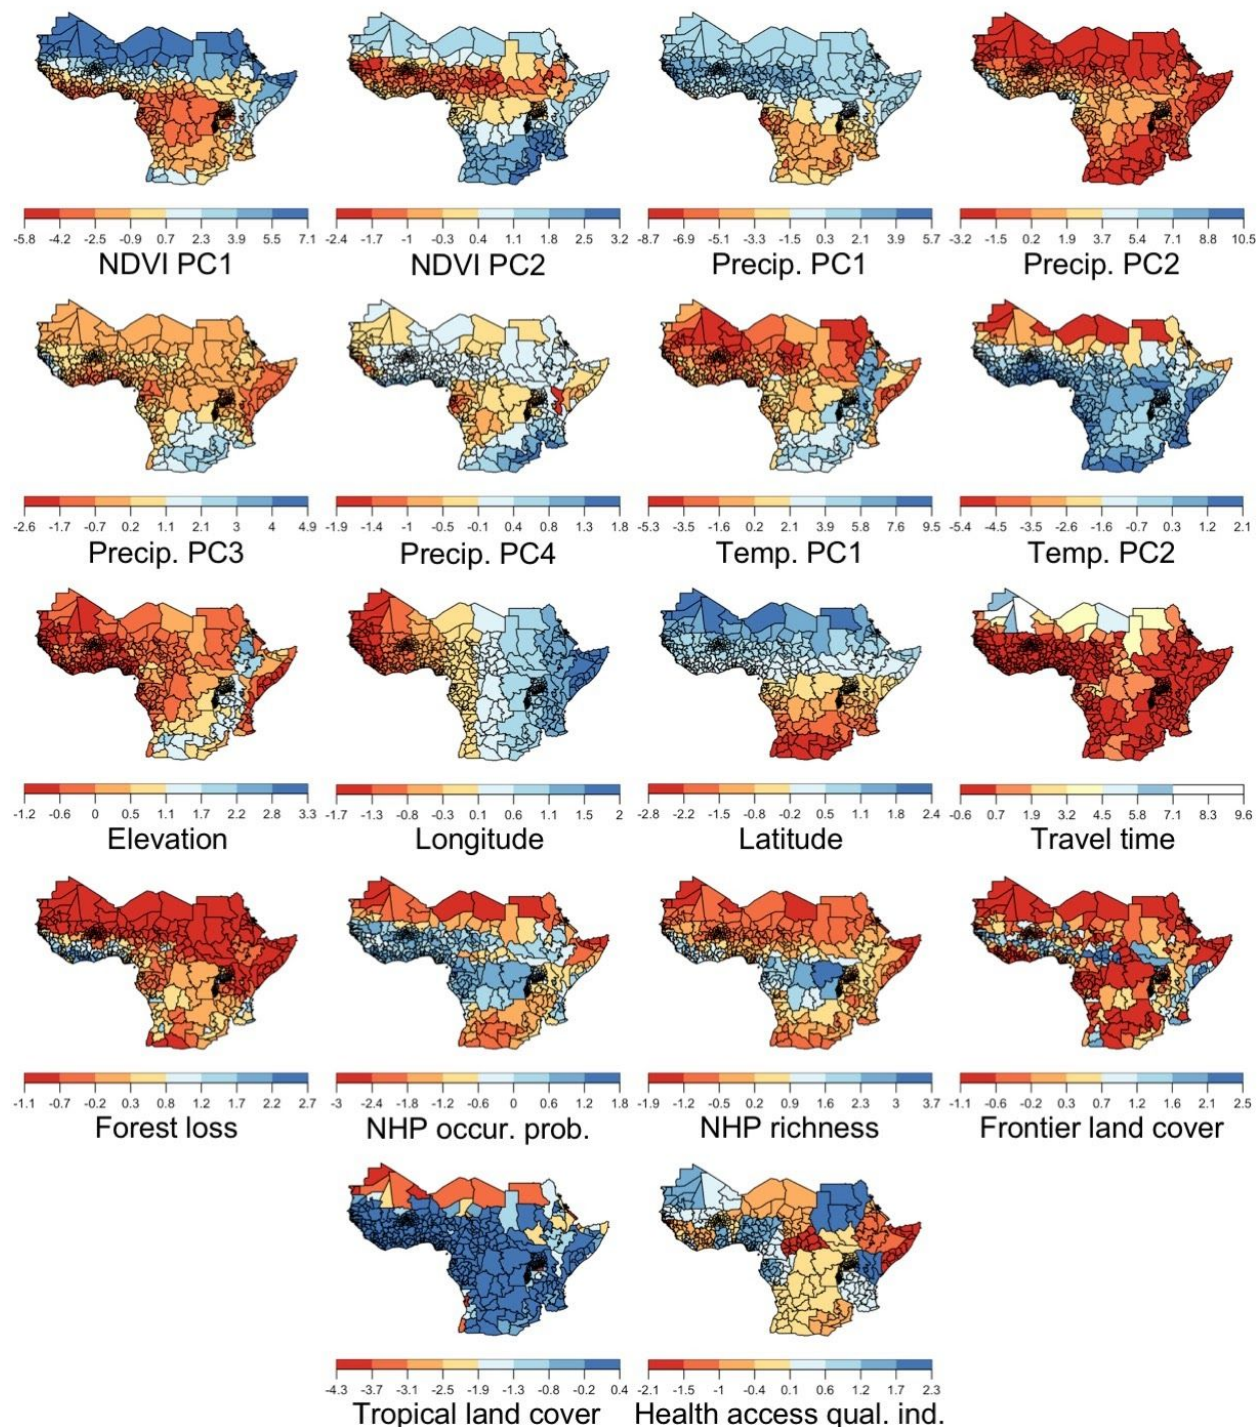 -5.8 -4.2 -2.5 -0.9 0.7 2.3 3.9 5.5 7.1
NDVI PC1
-2.4 -1.7 -1 -0.3 0.4 1.1 1.8 2.5 3.2
NDVI PC2
-8.7 -6.9 -5.1 -3.3 -1.5 0.3 2.1 3.9 5.7
Precip. PC1
-3.2 -1.5 0.2 1.9 3.7 5.4 7.1 8.8 10.5
Precip. PC2
-2.6 -1.7 -0.7 0.2 1.1 2.1 3 4 4.9
Precip. PC3
-1.9 -1.4 -1 -0.5 -0.1 0.4 0.8 1.3 1.8
Precip. PC4
-5.3 -3.5 -1.6 0.2 2.1 3.9 5.8 7.6 9.5
Temp. PC1
-5.4 -4.5 -3.5 -2.6 -1.6 -0.7 0.3 1.2 2.1
Temp. PC2
-1.2 -0.6 0 0.5 1.1 1.7 2.2 2.8 3.3
Elevation
-1.7 -1.3 -0.8 -0.3 0.1 0.6 1.1 1.5 2
Longitude
-2.8 -2.2 -1.5 -0.8 -0.2 0.5 1.1 1.8 2.4
Latitude
-0.6 0.7 1.9 3.2 4.5 5.8 7.1 8.3 9.6
Travel time
-1.1 -0.7 -0.2 0.3 0.8 1.2 1.7 2.2 2.7
Forest loss
-3 -2.4 -1.8 -1.2 -0.6 0 0.6 1.2 1.8
NHP occur. prob.
-1.9 -1.2 -0.5 0.2 0.9 1.6 2.3 3 3.7
NHP richness
-1.1 -0.6 -0.2 0.3 0.7 1.2 1.6 2.1 2.5
Frontier land cover
-4.3 -3.7 -3.1 -2.5 -1.9 -1.3 -0.8 -0.2 0.4
Tropical land cover
-2.1 -1.5 -1 -0.4 0.1 0.6 1.2 1.7 2.3
Health access qual. ind.